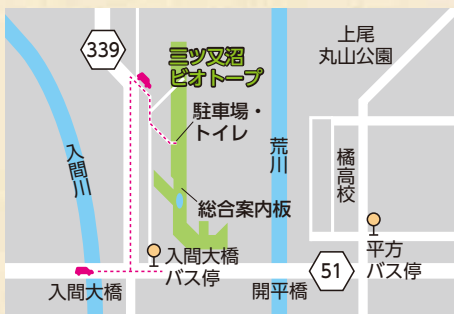 339
三ツ又沼
ビオトープ
上尾
丸山公園
駐車場・
トイレ
入間川
荒川
橘高校
総合案内板
入間大橋
バス停
平方
バス停
51
入間大橋
開平橋